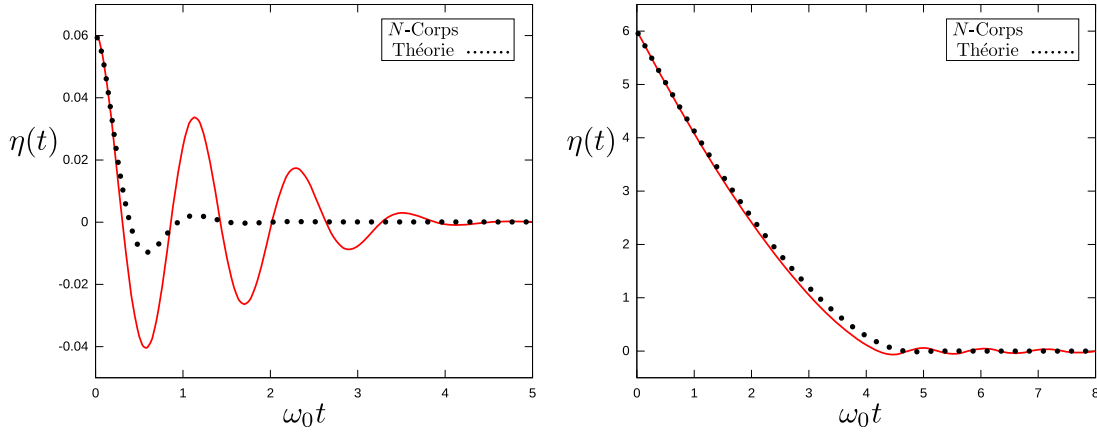 N-Corps
Théorie
0.06
0.04
0.02
0
-0.02
-0.04
η(t)
0 1 2 3 4 5
ω₀t
N-Corps
Théorie
6
5
4
3
2
1
0
η(t)
0 1 2 3 4 5 6 7 8
ω₀t